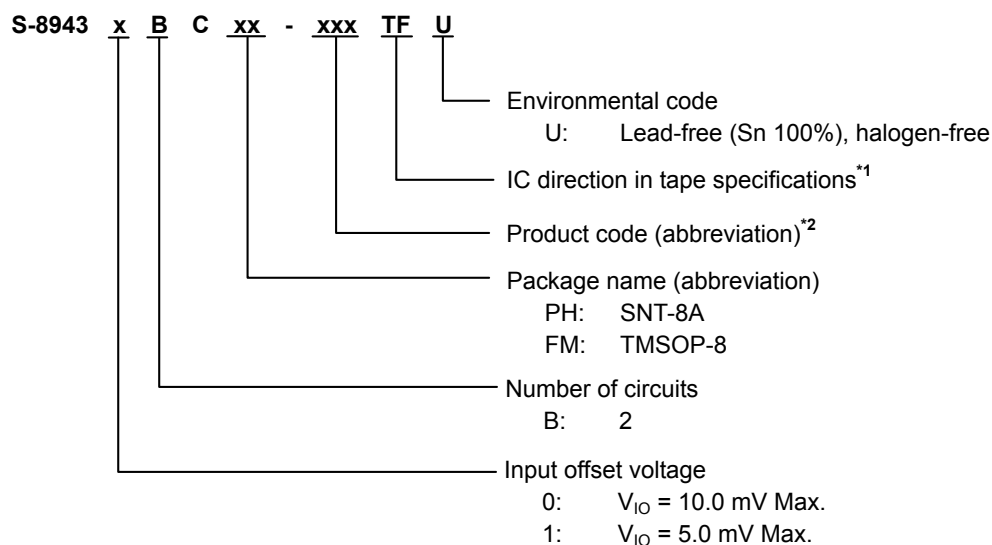 S-8943 x B C xx - xxx TF U
Environmental code
U: Lead-free (Sn 100%), halogen-free
IC direction in tape specifications*1
Product code (abbreviation)*2
Package name (abbreviation)
PH: SNT-8A
FM: TMSOP-8
Number of circuits
B: 2
Input offset voltage
0: VIO = 10.0 mV Max.
1: VIO = 5.0 mV Max.